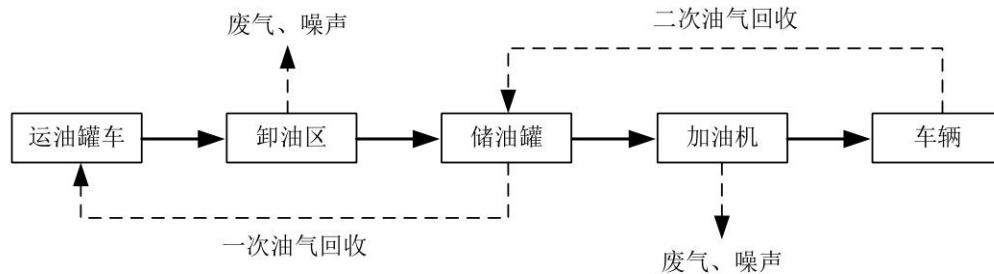 废气、噪声
二次油气回收
运油罐车
卸油区
储油罐
加油机
车辆
一次油气回收
废气、噪声